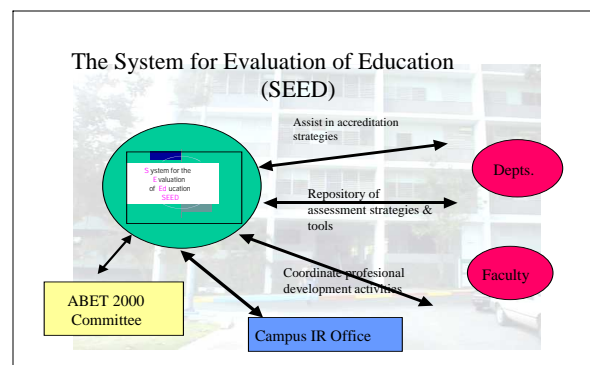 The System for Evaluation of Education
(SEED)
Assist in accreditation
strategies
System for the
Evaluation
of Education
SEED
Depts.
Repository of
assessment strategies &
tools
Coordinate profesional
development activities
Faculty
ABET 2000
Committee
Campus IR Office